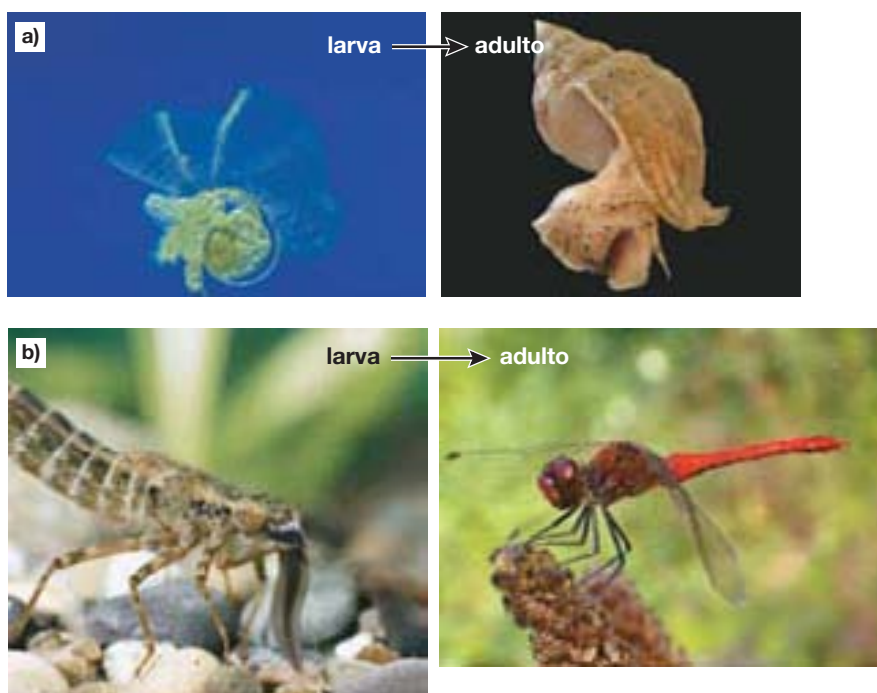 a)
larva → adulto
b)
larva → adulto